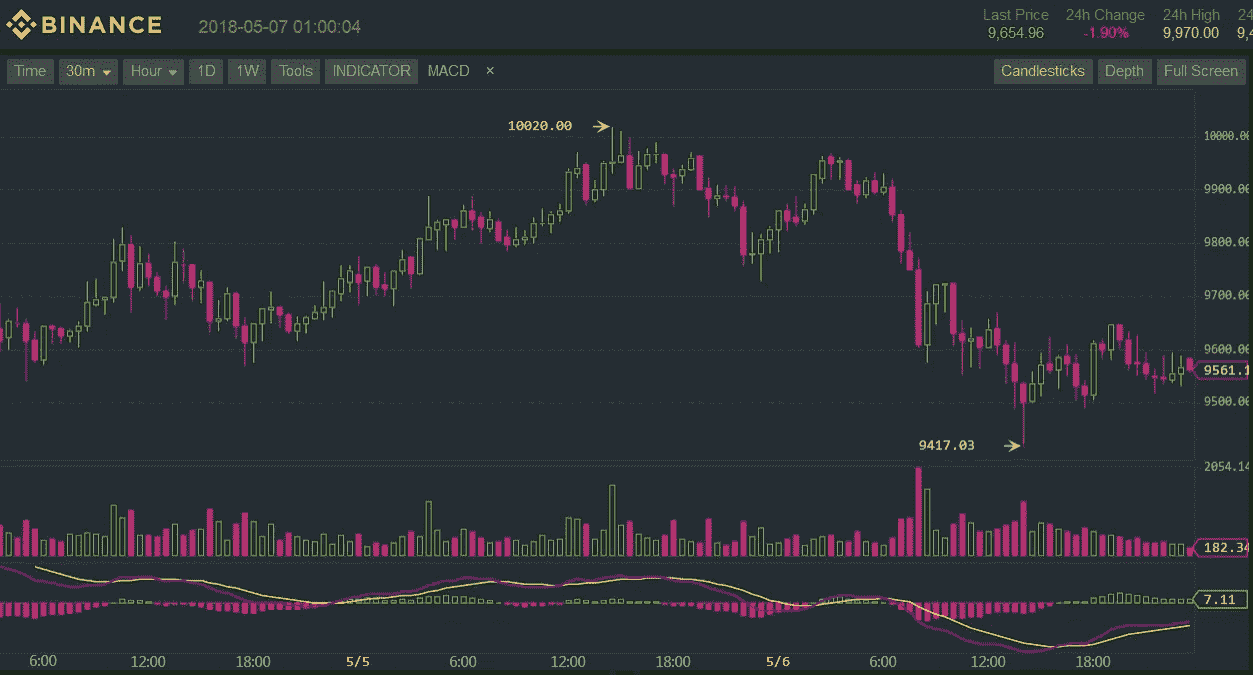 BINANCE 2018-05-07 01:00:04
Last Price 24h Change 24h High 24
9,654.96 -1.90% 9,970.00 9,4
Time 30m Hour 1D 1W Tools INDICATOR MACD × Candlesticks Depth Full Screen
10020.00
10000.00
9900.00
9800.00
9700.00
9600.00
9561.1
9500.00
9417.03
2054.14
182.34
7.11
6:00 12:00 18:00 5/5 6:00 12:00 18:00 5/6 6:00 12:00 18:00